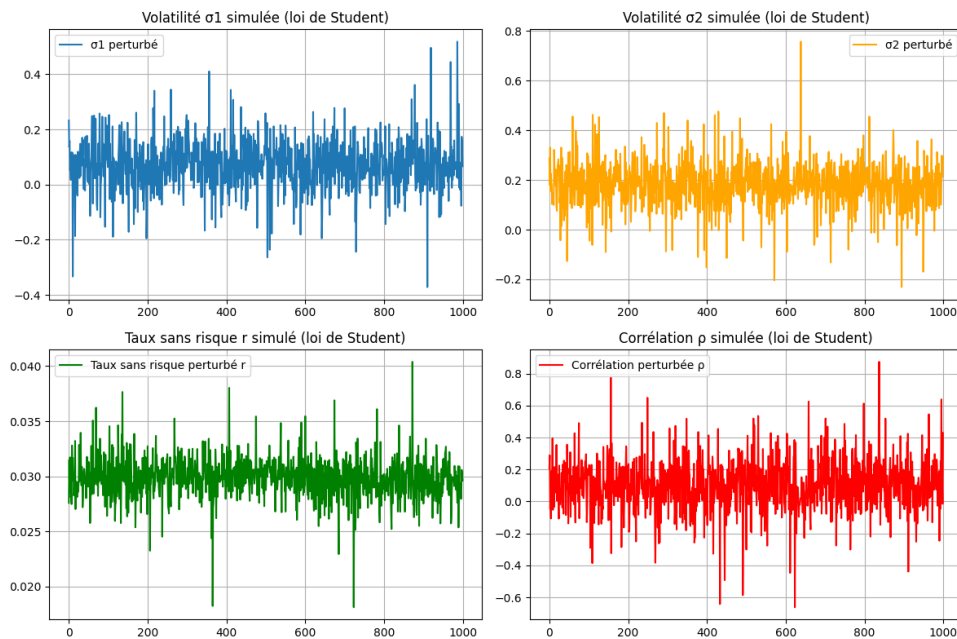 Volatilité σ1 simulée (loi de Student)
σ1 perturbé
0.4
0.2
0.0
−0.2
−0.4
0 200 400 600 800 1000
Volatilité σ2 simulée (loi de Student)
σ2 perturbé
0.8
0.6
0.4
0.2
0.0
−0.2
0 200 400 600 800 1000
Taux sans risque r simulé (loi de Student)
Taux sans risque perturbé r
0.040
0.035
0.030
0.025
0.020
0 200 400 600 800 1000
Corrélation ρ simulée (loi de Student)
Corrélation perturbée ρ
0.8
0.6
0.4
0.2
0.0
−0.2
−0.4
−0.6
0 200 400 600 800 1000